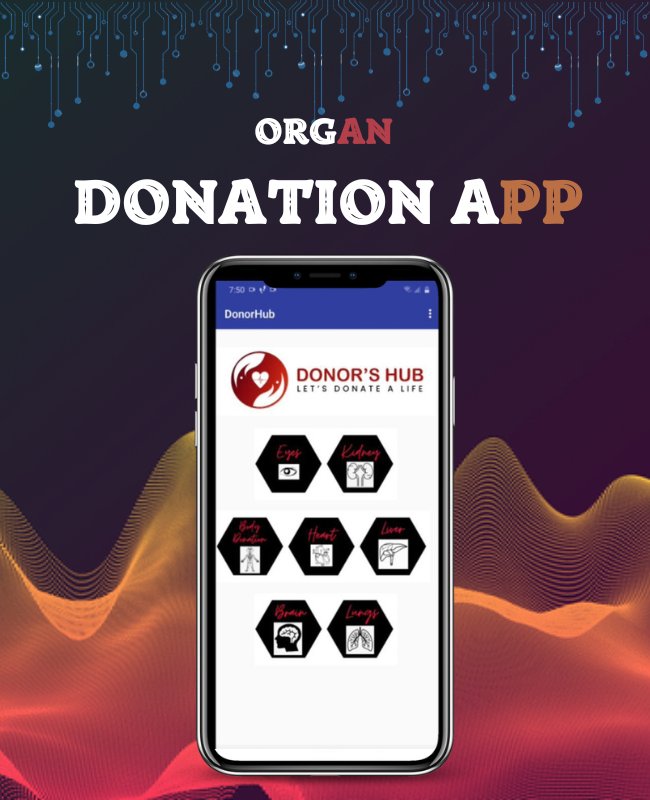 ORGAN
DONATION APP
7:50
DonorHub
DONOR'S HUB
LET'S DONATE A LIFE
Eyes Kidney
Body
Donation Heart Liver
Brain Lungs